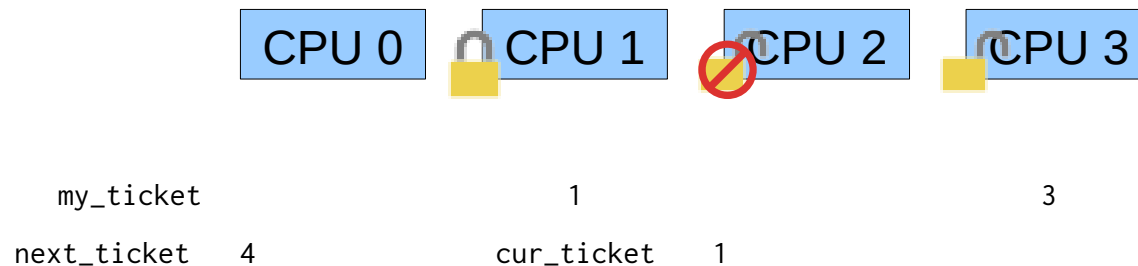 CPU 0 CPU 1 CPU 2 CPU 3
my_ticket 1 3
next_ticket 4 cur_ticket 1